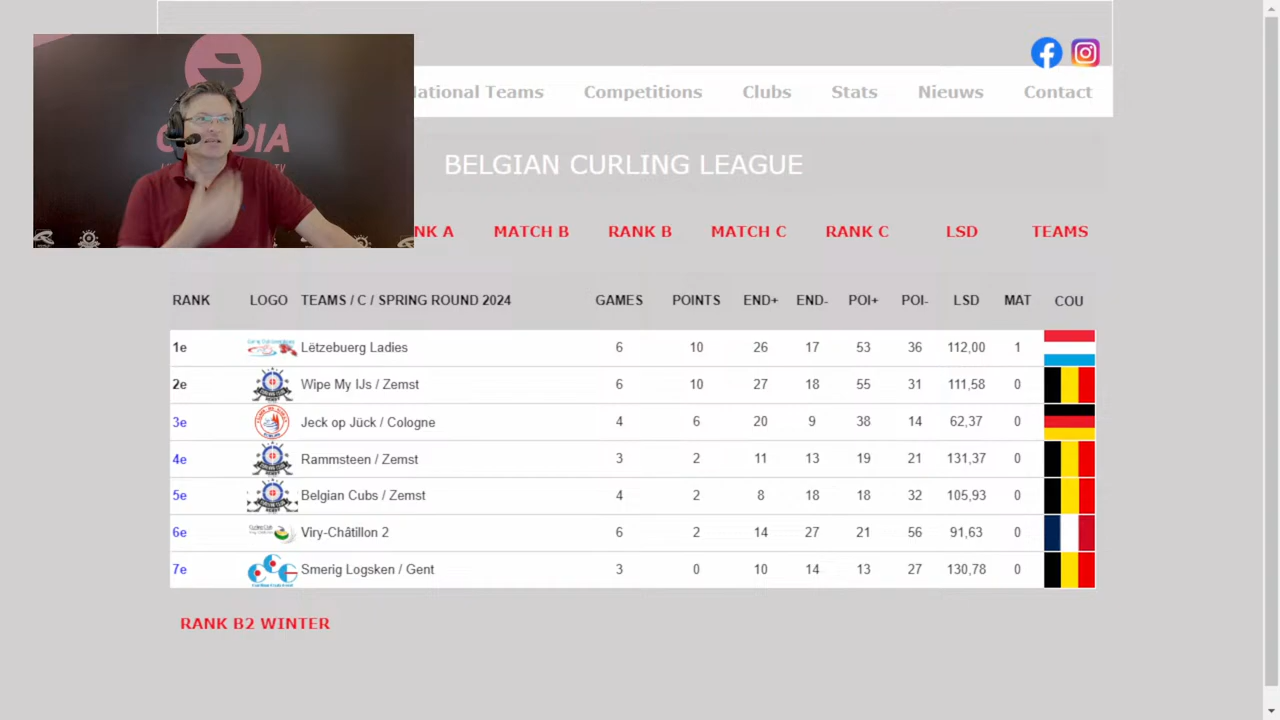 National Teams Competitions Clubs Stats Nieuws Contact
BELGIAN CURLING LEAGUE
NK A MATCH B RANK B MATCH C RANK C LSD TEAMS
RANK LOGO TEAMS / C / SPRING ROUND 2024 GAMES POINTS END+ END- POI+ POI- LSD MAT COU
1e Lëtzebuerg Ladies 6 10 26 17 53 36 112,00 1
2e Wipe My IJs / Zemst 6 10 27 18 55 31 111,58 0
3e Jeck op Jück / Cologne 4 6 20 9 38 14 62,37 0
4e Rammsteen / Zemst 3 2 11 13 19 21 131,37 0
5e Belgian Cubs / Zemst 4 2 8 18 18 32 105,93 0
6e Viry-Châtillon 2 6 2 14 27 21 56 91,63 0
7e Smerig Logsken / Gent 3 0 10 14 13 27 130,78 0
RANK B2 WINTER